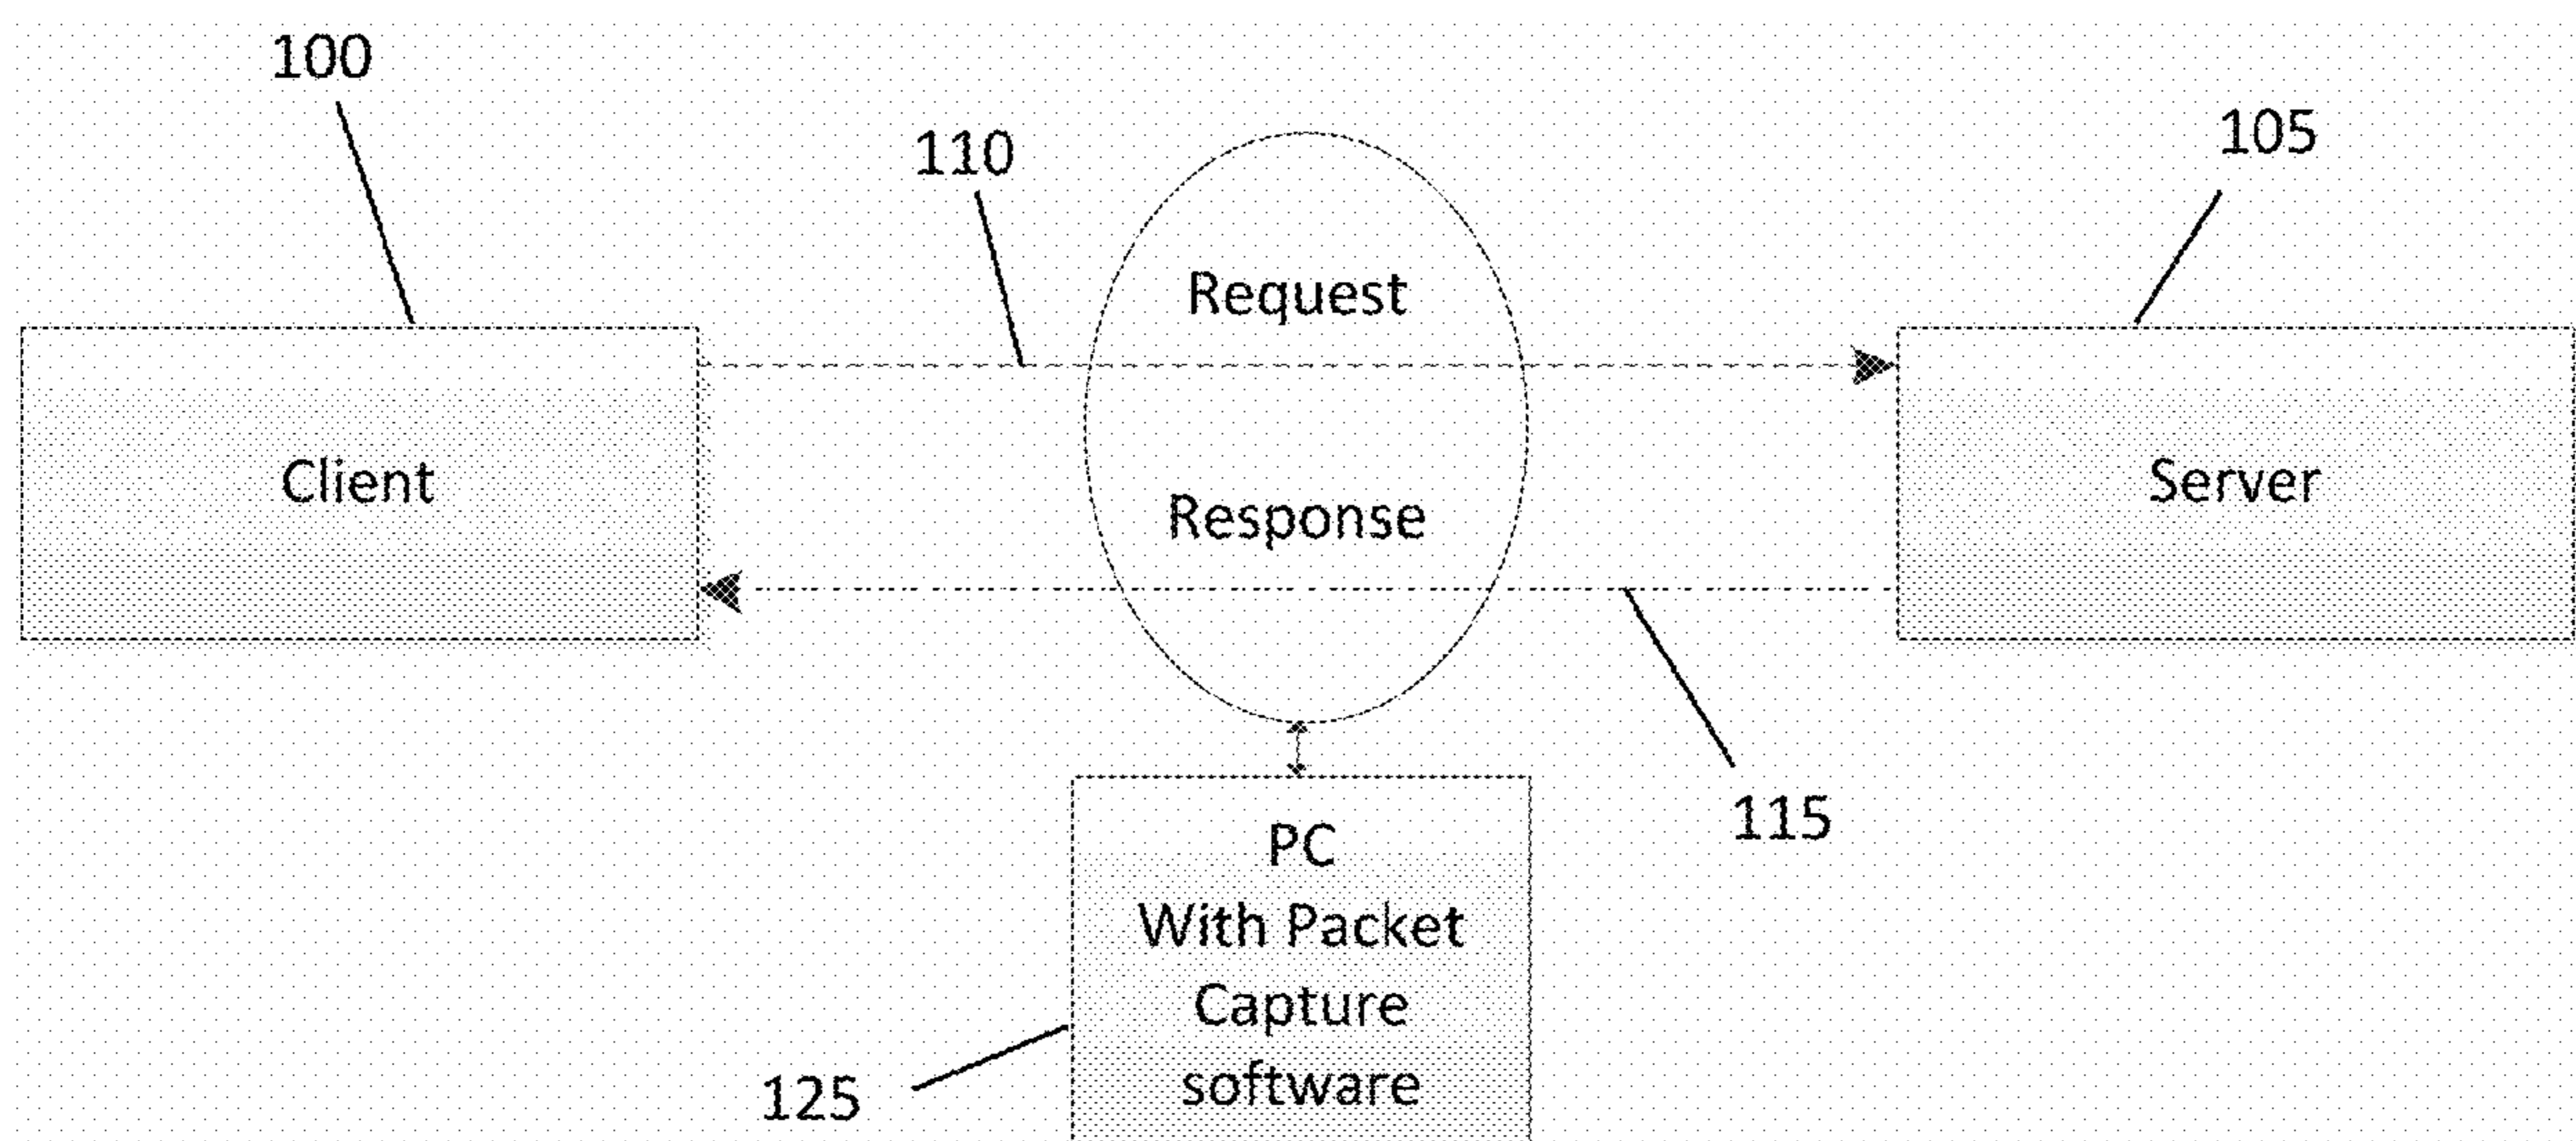 100
110
105
Request
Client
Response
Server
115
PC
With Packet
Capture
software
125